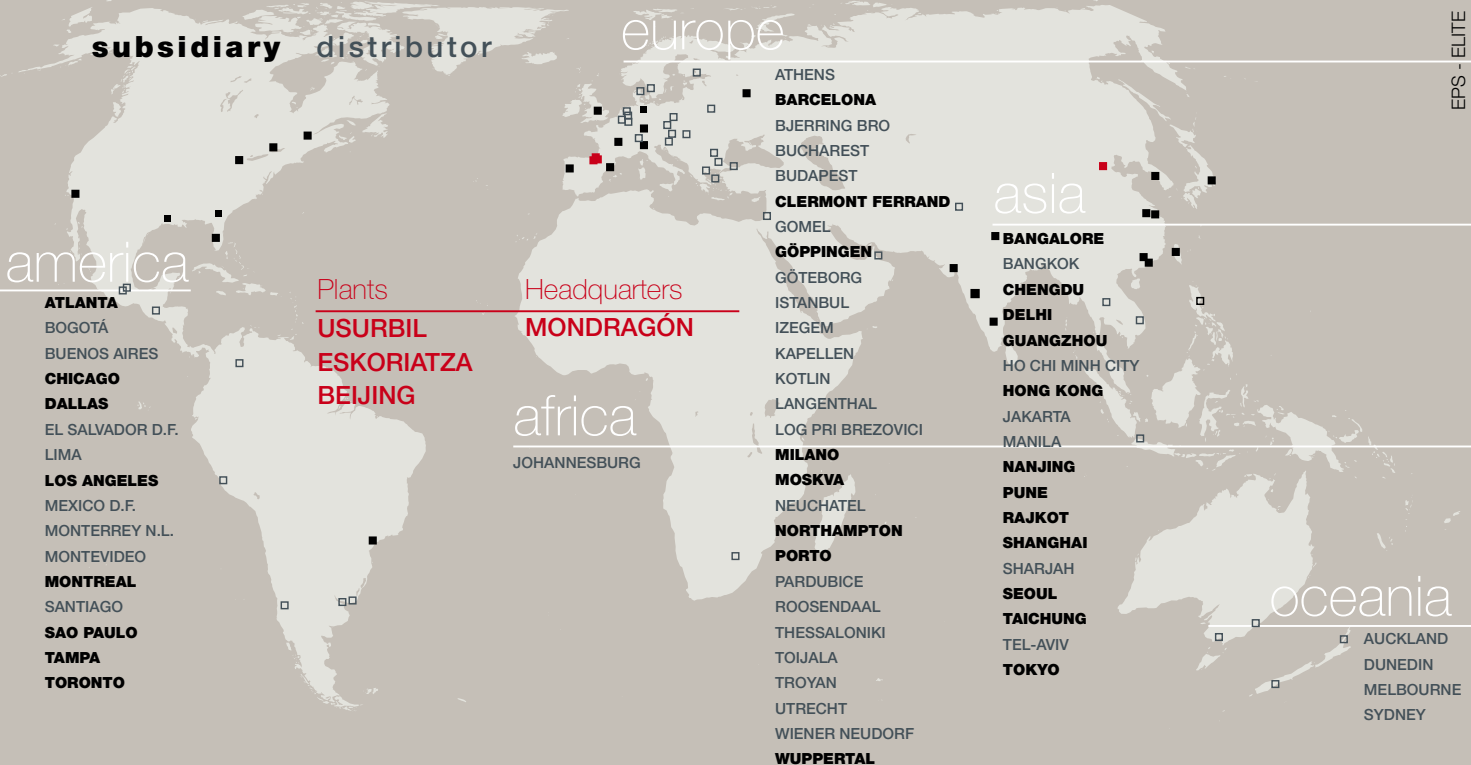 subsidiary distributor
EPS - ELITE
america
ATLANTA
BOGOTÁ
BUENOS AIRES
CHICAGO
DALLAS
EL SALVADOR D.F.
LIMA
LOS ANGELES
MEXICO D.F.
MONTERREY N.L.
MONTEVIDEO
MONTREAL
SANTIAGO
SAO PAULO
TAMPA
TORONTO
Plants
USURBIL
ESKORIATZA
BEIJING
Headquarters
MONDRAGÓN
africa
JOHANNESBURG
europe
ATHENS
BARCELONA
BJERRING BRO
BUCHAREST
BUDAPEST
CLERMONT FERRAND
GOMEL
GÖPPINGEN
GÖTEBORG
ISTANBUL
IZEGEM
KAPELLEN
KOTLIN
LANGENTHAL
LOG PRI BREZOVICI
MILANO
MOSKVA
NEUCHATEL
NORTHAMPTON
PORTO
PARDUBICE
ROOSENDAAL
THESSALONIKI
TOIJALA
TROYAN
UTRECHT
WIENER NEUDORF
WUPPERTAL
asia
BANGALORE
BANGKOK
CHENGDU
DELHI
GUANGZHOU
HO CHI MINH CITY
HONG KONG
JAKARTA
MANILA
NANJING
PUNE
RAJKOT
SHANGHAI
SHARJAH
SEOUL
TAICHUNG
TEL-AVIV
TOKYO
oceania
AUCKLAND
DUNEDIN
MELBOURNE
SYDNEY